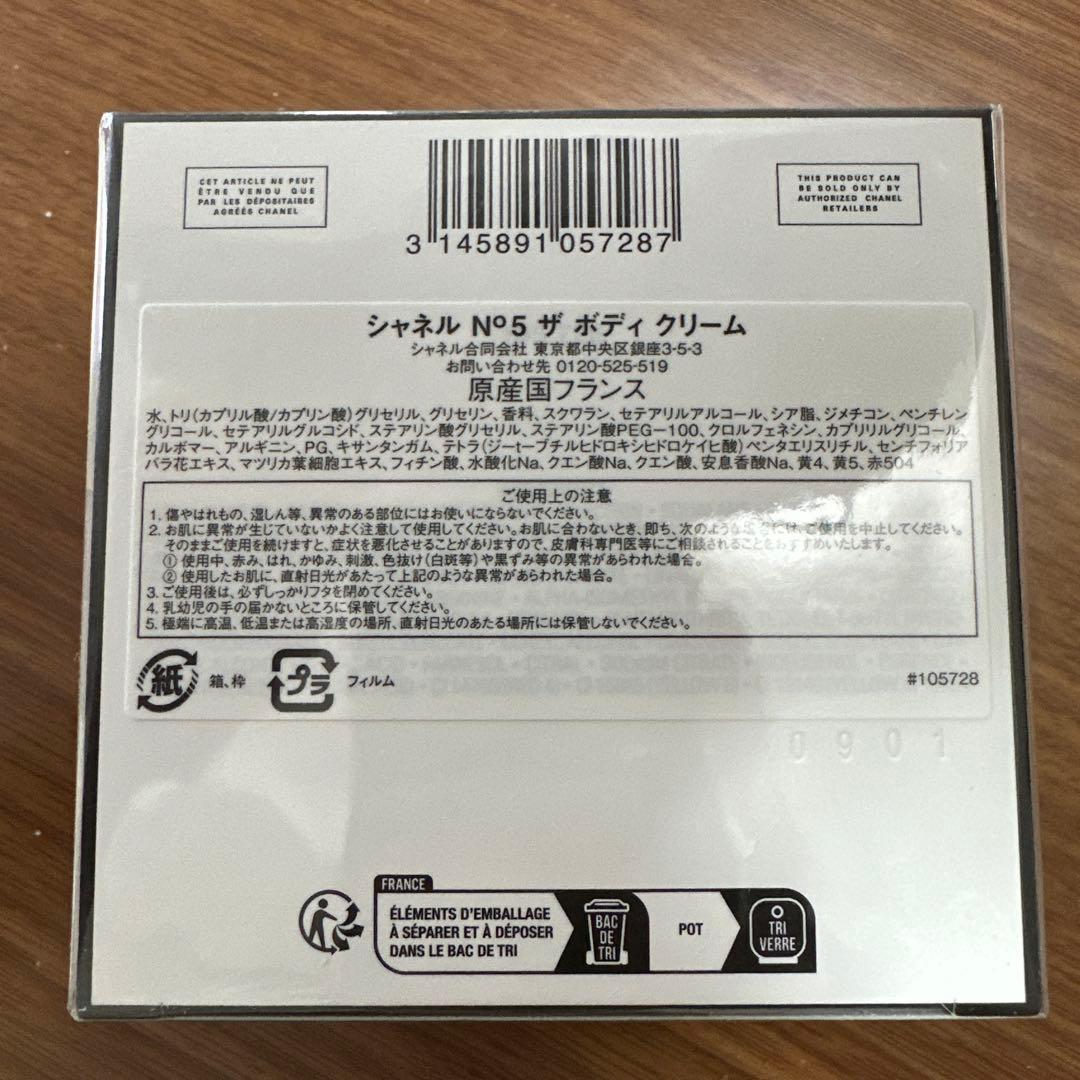 CET ARTICLE NE PEUT
ÊTRE VENDU QUE
PAR LES DÉPOSITAIRES
AGRÉÉS CHANEL
THIS PRODUCT CAN
BE SOLD ONLY BY
AUTHORIZED CHANEL
RETAILERS
3 145891 057287
シャネル Nº5 ザ ボディ クリーム
シャネル合同会社 東京都中央区銀座3-5-3
お問い合わせ先 0120-525-519
原産国フランス
水、トリ(カプリル酸/カプリン酸)グリセリル、グリセリン、香料、スクワラン、セテアリルアルコール、シア脂、ジメチコン、ペンチレン
グリコール、セテアリルグルコシド、ステアリン酸グリセリル、ステアリン酸PEG-100、クロルフェネシン、カプリリルグリコール、
カルボマー、アルギニン、PG、キサンタンガム、テトラ(ジ-t-ブチルヒドロキシヒドロケイヒ酸)ペンタエリスリチル、センチフォリア
バラ花エキス、マツリカ葉細胞エキス、フィチン酸、水酸化Na、クエン酸Na、クエン酸、安息香酸Na、黄4、黄5、赤504
ご使用上の注意
1. 傷やはれもの、湿しん等、異常のある部位にはお使いにならないでください。
2. お肌に異常が生じていないかよく注意して使用してください。お肌に合わないとき、即ち、次のような場合には、ご使用を中止してください。
そのままご使用を続けますと、症状を悪化させることがありますので、皮膚科専門医等にご相談されることをおすすめいたします。
① 使用中、赤み、はれ、かゆみ、刺激、色抜け(白斑等)や黒ずみ等の異常があらわれた場合。
② 使用したお肌に、直射日光があたって上記のような異常があらわれた場合。
3. ご使用後は、必ずしっかりフタを閉めてください。
4. 乳幼児の手の届かないところに保管してください。
5. 極端に高温、低温または高湿度の場所、直射日光のあたる場所には保管しないでください。
紙 箱、枠 プラ フィルム #105728
0901
FRANCE
ÉLÉMENTS D'EMBALLAGE
À SÉPARER ET À DÉPOSER
DANS LE BAC DE TRI
BAC
DE
TRI
POT
TRI
VERRE